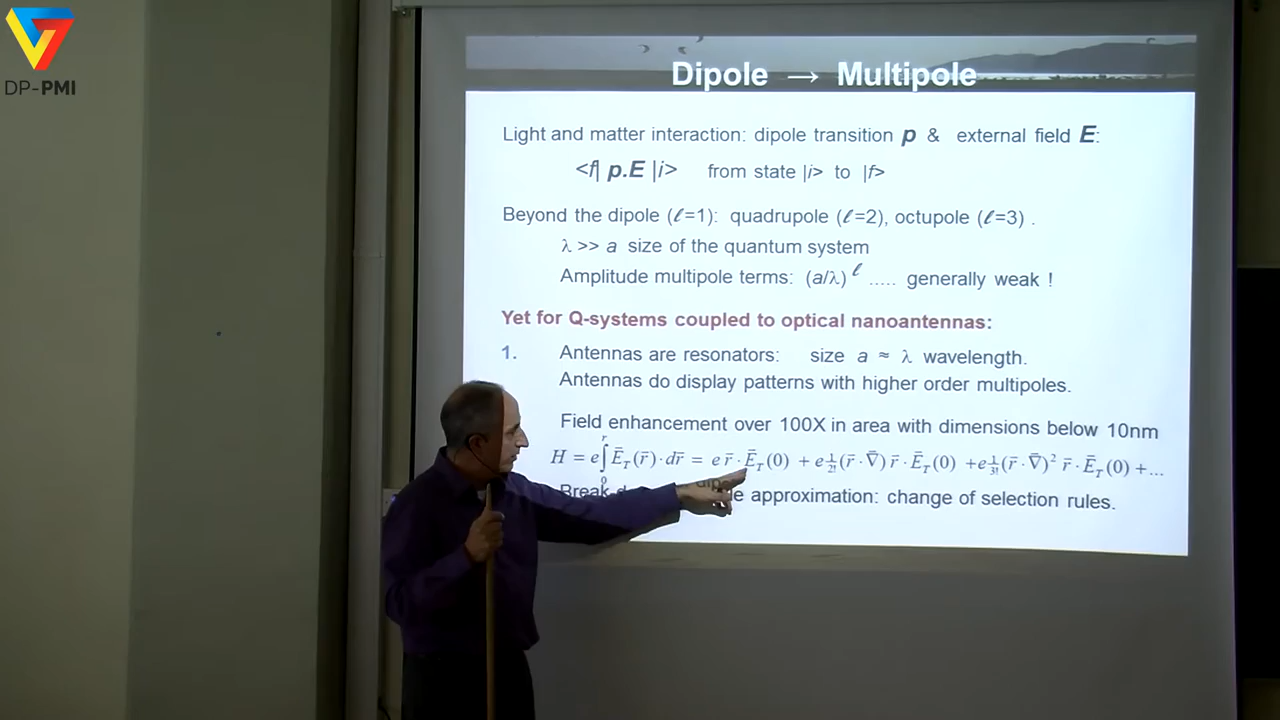 DP-PMI
Dipole → Multipole
Light and matter interaction: dipole transition p & external field E:
<f| p.E |i> from state |i> to |f>
Beyond the dipole (ℓ=1): quadrupole (ℓ=2), octupole (ℓ=3) .
λ >> a size of the quantum system
Amplitude multipole terms: (a/λ)^ℓ ..... generally weak !
Yet for Q-systems coupled to optical nanoantennas:
1. Antennas are resonators: size a ≈ λ wavelength.
Antennas do display patterns with higher order multipoles.
Field enhancement over 100X in area with dimensions below 10nm
H = e∫₀ʳ Ē_T(r̄)·dr̄ = e r̄·Ē_T(0) + e 1/2! (r̄·∇̄) r̄·Ē_T(0) +e 1/3! (r̄·∇̄)² r̄·Ē_T(0) +...
Break approximation: change of selection rules.